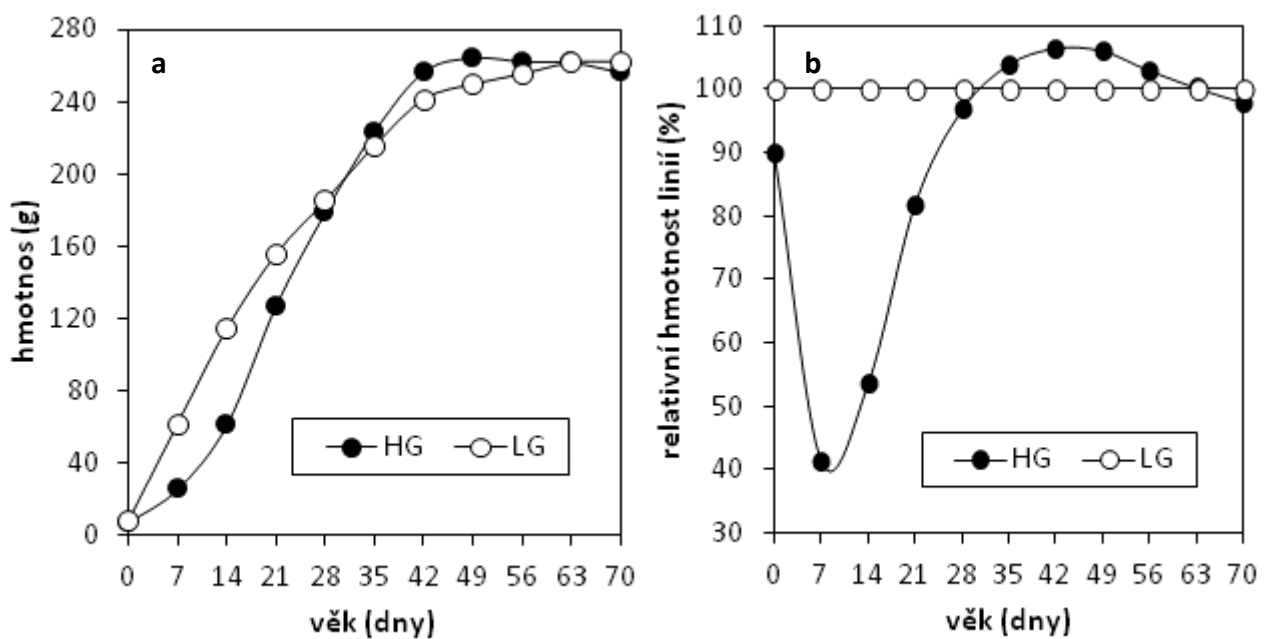 a
hmotnos (g)
280
240
200
160
120
80
40
0
HG LG
0 7 14 21 28 35 42 49 56 63 70
věk (dny)
b
relativní hmotnost linií (%)
110
100
90
80
70
60
50
40
30
HG LG
0 7 14 21 28 35 42 49 56 63 70
věk (dny)